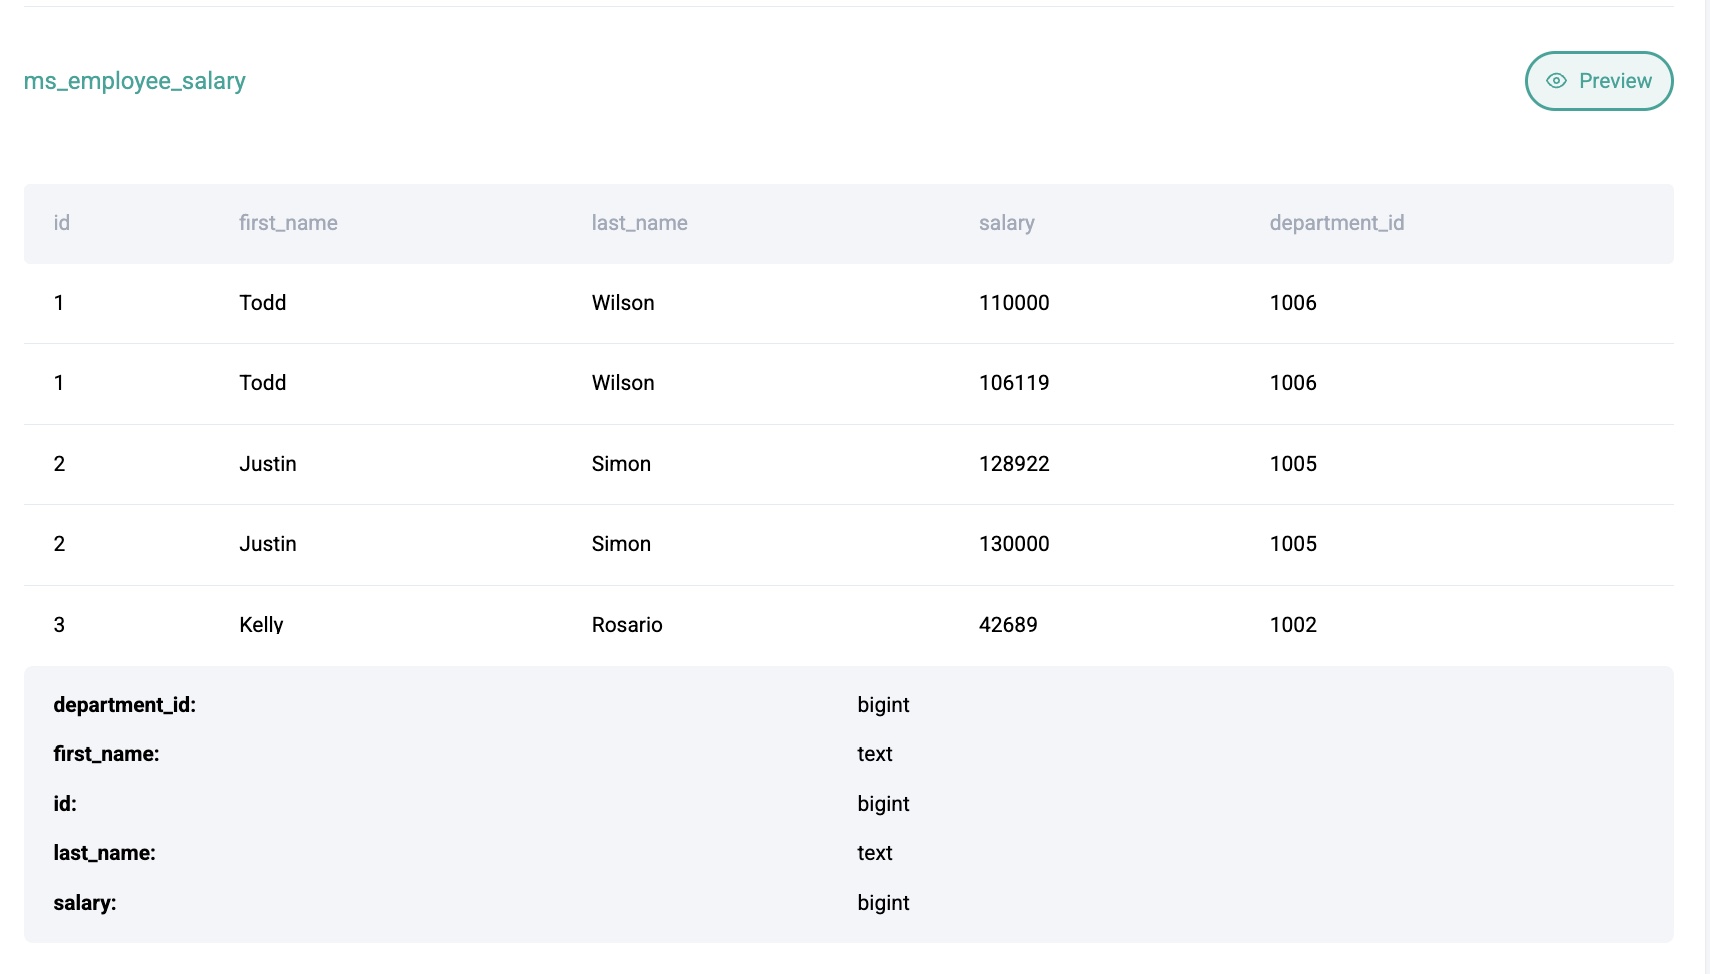 ms_employee_salary
Preview
id first_name last_name salary department_id
1 Todd Wilson 110000 1006
1 Todd Wilson 106119 1006
2 Justin Simon 128922 1005
2 Justin Simon 130000 1005
3 Kelly Rosario 42689 1002
department_id: bigint
first_name: text
id: bigint
last_name: text
salary: bigint